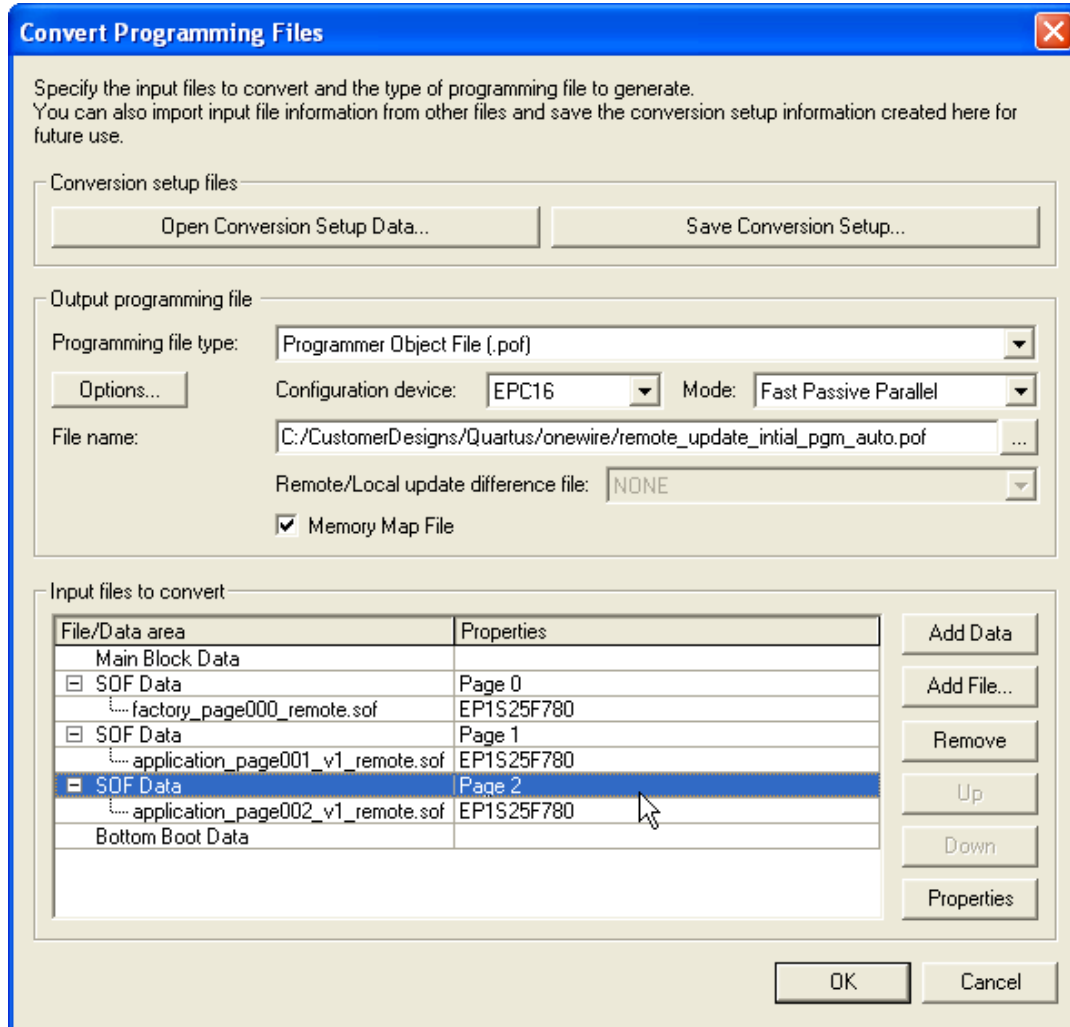 Convert Programming Files
Specify the input files to convert and the type of programming file to generate.
You can also import input file information from other files and save the conversion setup information created here for
future use.
Conversion setup files
Open Conversion Setup Data...
Save Conversion Setup...
Output programming file
Programming file type:
Programmer Object File (.pof)
Options...
Configuration device:
EPC16
Mode:
Fast Passive Parallel
File name:
C:/CustomerDesigns/Quartus/onewire/remote_update_intial_pgm_auto.pof
...
Remote/Local update difference file:
NONE
Memory Map File
Input files to convert
File/Data area
Properties
Main Block Data
SOF Data
Page 0
factory_page000_remote.sof
EP1S25F780
SOF Data
Page 1
application_page001_v1_remote.sof
EP1S25F780
SOF Data
Page 2
application_page002_v1_remote.sof
EP1S25F780
Bottom Boot Data
Add Data
Add File...
Remove
Up
Down
Properties
OK
Cancel